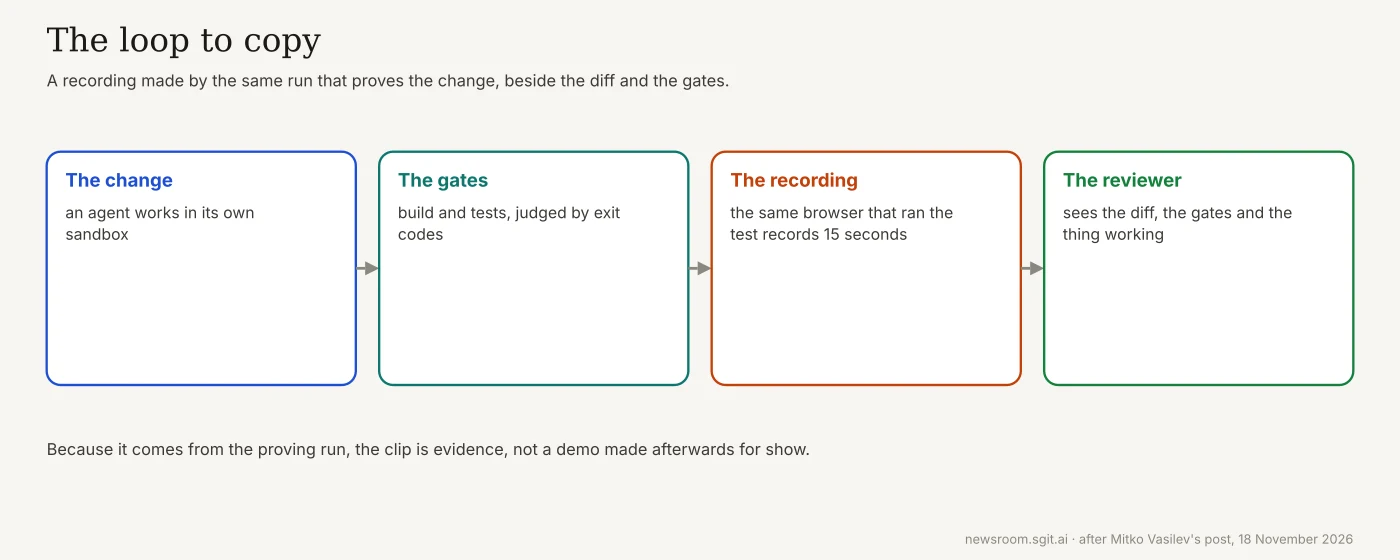 The loop to copy
A recording made by the same run that proves the change, beside the diff and the gates.
The change
an agent works in its own
sandbox
The gates
build and tests, judged by exit
codes
The recording
the same browser that ran the
test records 15 seconds
The reviewer
sees the diff, the gates and the
thing working
Because it comes from the proving run, the clip is evidence, not a demo made afterwards for show.
newsroom.sgit.ai · after Mitko Vasilev's post, 18 November 2026